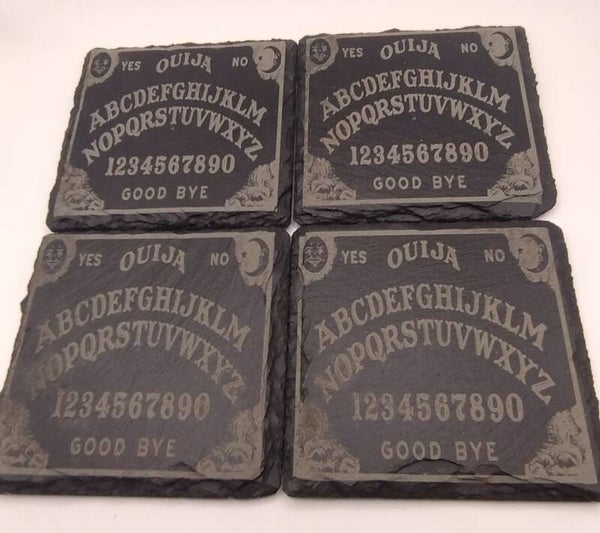 YES OUIJA NO
ABCDEFGHIJKLM
NOPQRSTUVWXYZ
1234567890
GOOD BYE
YES OUIJA NO
ABCDEFGHIJKLM
NOPQRSTUVWXYZ
1234567890
GOOD BYE
YES OUIJA NO
ABCDEFGHIJKLM
NOPQRSTUVWXYZ
1234567890
GOOD BYE
YES OUIJA NO
ABCDEFGHIJKLM
NOPQRSTUVWXYZ
1234567890
GOOD BYE